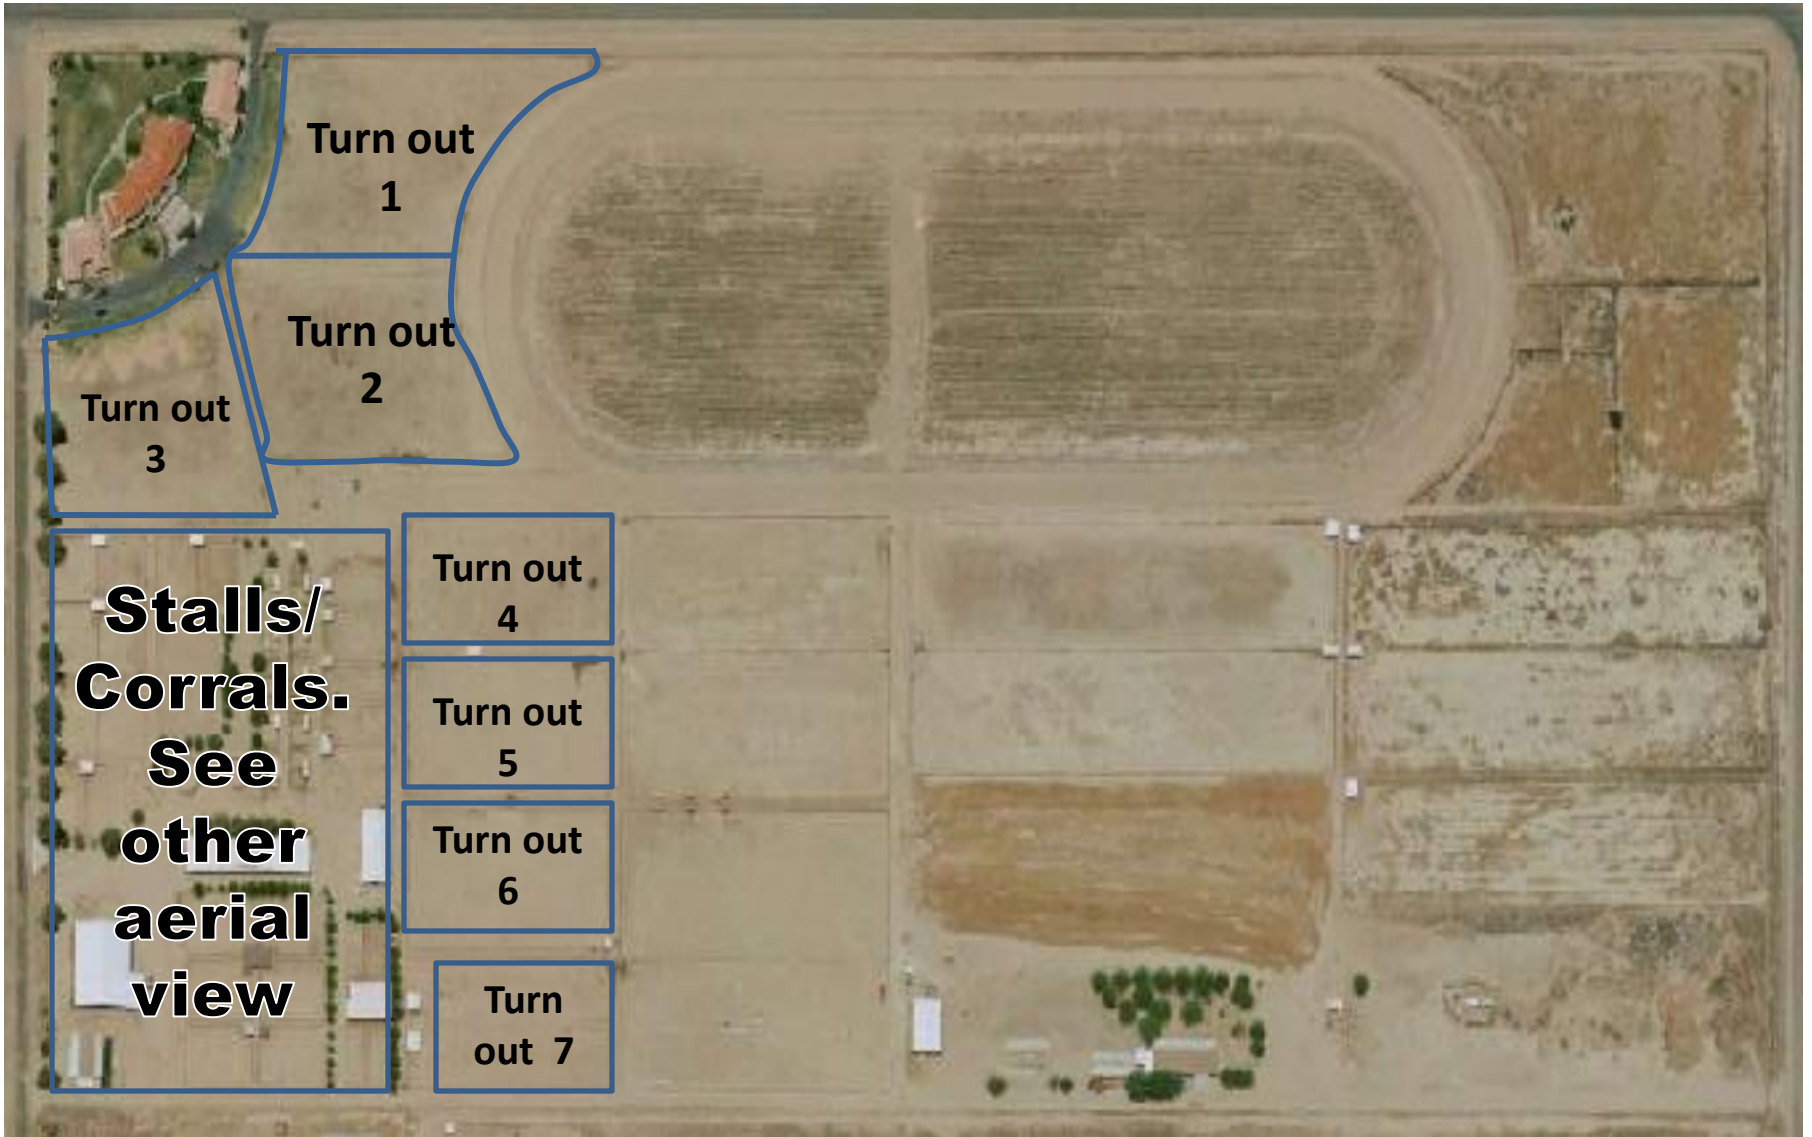 Turn out
1
Turn out
2
Turn out
3
Turn out
4
Turn out
5
Turn out
6
Turn
out  7
Stalls/
Corrals.
See
other
aerial
view